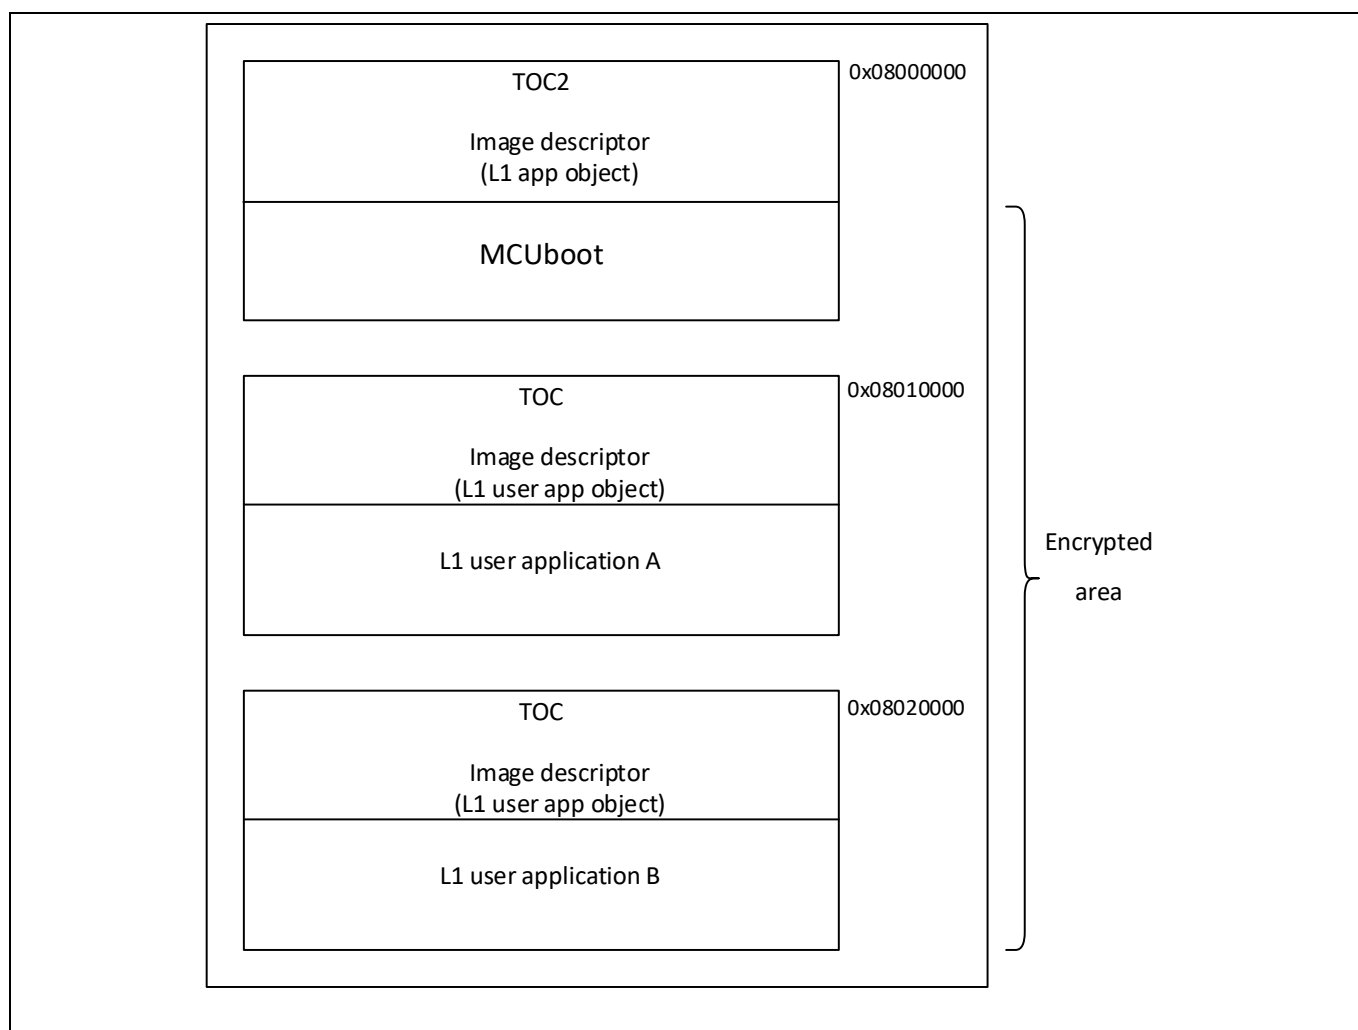 TOC2
0x08000000
Image descriptor
(L1 app object)
MCUboot
TOC
0x08010000
Image descriptor
(L1 user app object)
L1 user application A
Encrypted
area
TOC
0x08020000
Image descriptor
(L1 user app object)
L1 user application B